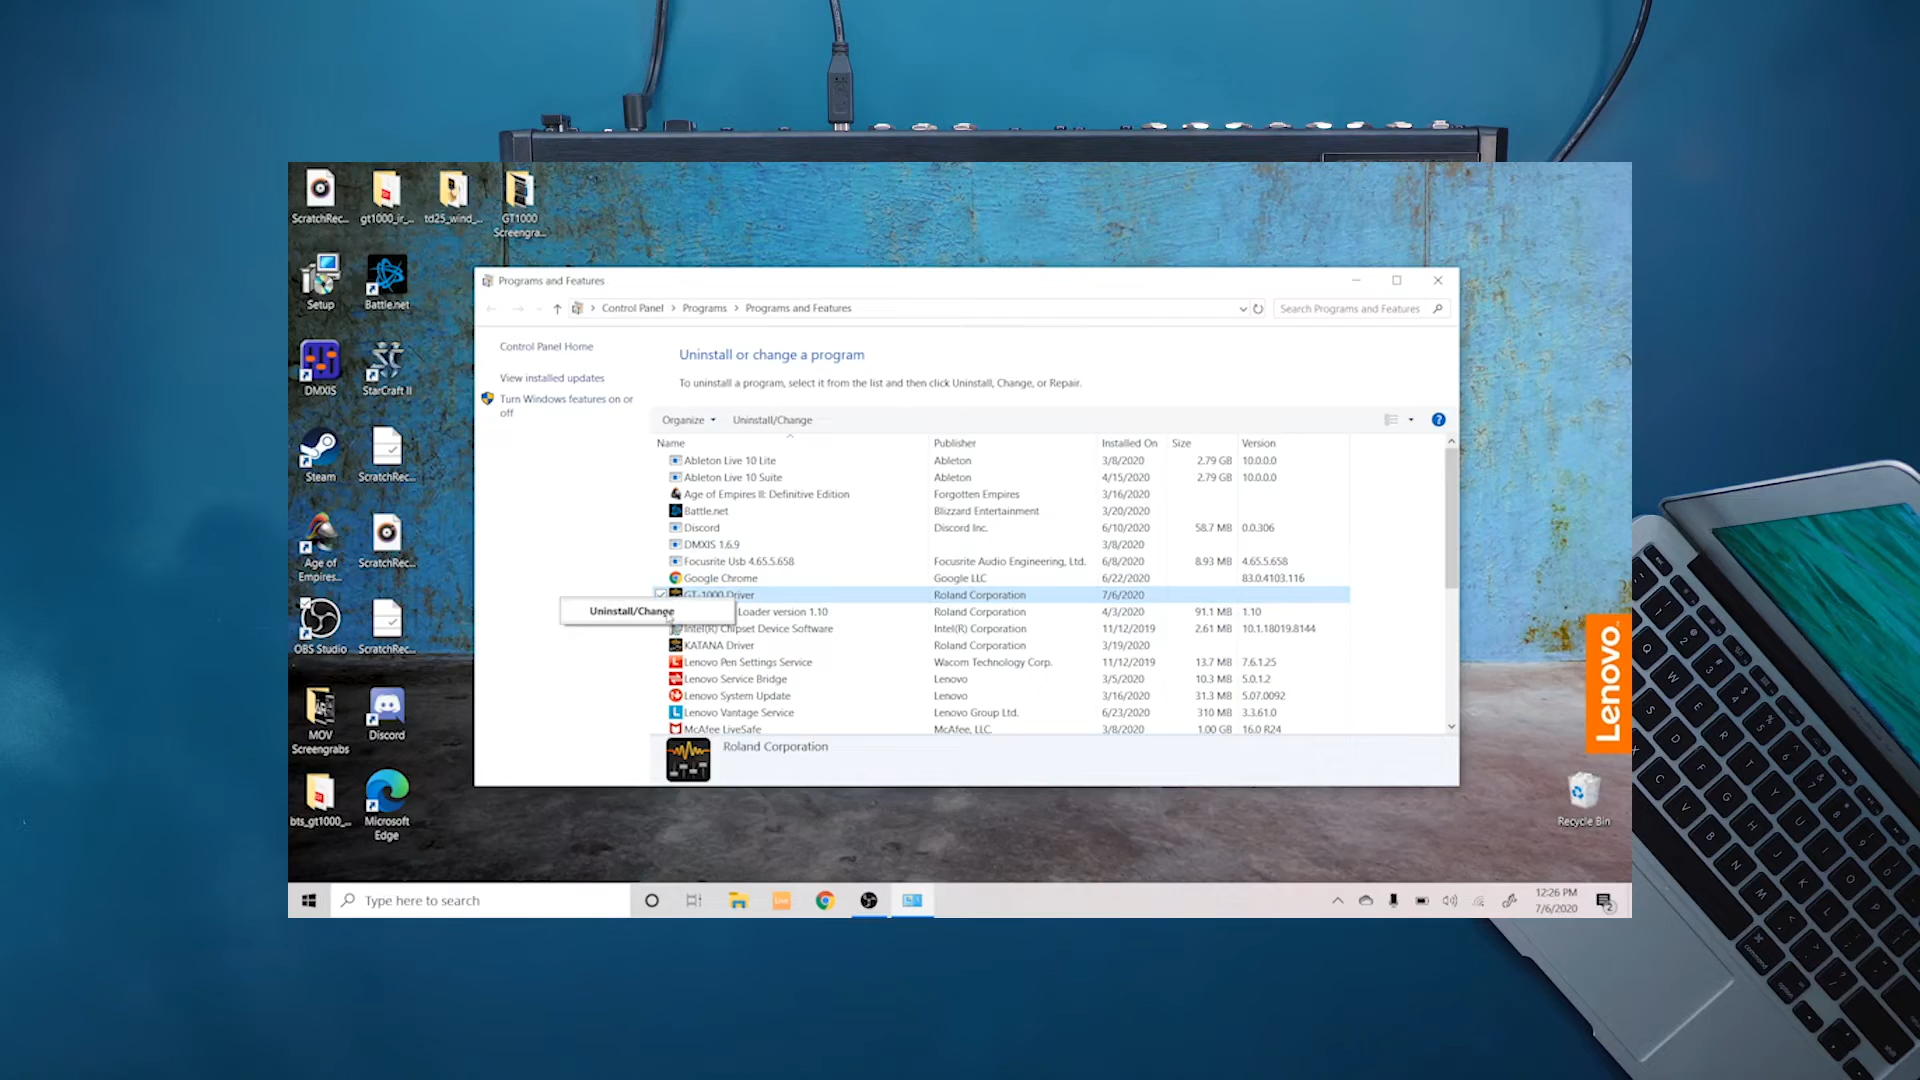 ScratchRec...
gt1000_ir_...
td25_wind_...
GT1000
Screengra...
Setup
Battle.net
DMXIS
StarCraft II
Steam
ScratchRec...
Age of
Empires...
ScratchRec...
OBS Studio
ScratchRec...
MOV
Screengrabs
Discord
bts_gt1000_...
Microsoft
Edge
Programs and Features
Control Panel > Programs > Programs and Features
Search Programs and Features
Control Panel Home
View installed updates
Turn Windows features on or
off
Uninstall or change a program
To uninstall a program, select it from the list and then click Uninstall, Change, or Repair.
Organize Uninstall/Change
Name Publisher Installed On Size Version
Ableton Live 10 Lite Ableton 3/8/2020 2.79 GB 10.0.0.0
Ableton Live 10 Suite Ableton 4/15/2020 2.79 GB 10.0.0.0
Age of Empires II: Definitive Edition Forgotten Empires 3/16/2020
Battle.net Blizzard Entertainment 3/20/2020
Discord Discord Inc. 6/10/2020 58.7 MB 0.0.306
DMXIS 1.6.9 3/8/2020
Focusrite Usb 4.65.5.658 Focusrite Audio Engineering, Ltd. 6/8/2020 8.93 MB 4.65.5.658
Google Chrome Google LLC 6/22/2020 83.0.4103.116
GT-1000 Driver Roland Corporation 7/6/2020
Uninstall/Change
Loader version 1.10 Roland Corporation 4/3/2020 91.1 MB 1.10
Intel(R) Chipset Device Software Intel(R) Corporation 11/12/2019 2.61 MB 10.1.18019.8144
KATANA Driver Roland Corporation 3/19/2020
Lenovo Pen Settings Service Wacom Technology Corp. 11/12/2019 13.7 MB 7.6.1.25
Lenovo Service Bridge Lenovo 3/5/2020 10.3 MB 5.0.1.2
Lenovo System Update Lenovo 3/16/2020 31.3 MB 5.07.0092
Lenovo Vantage Service Lenovo Group Ltd. 6/23/2020 310 MB 3.3.61.0
McAfee LiveSafe McAfee, LLC. 3/8/2020 1.00 GB 16.0 R24
Roland Corporation
Lenovo
Recycle Bin
Type here to search
Live
12:26 PM
7/6/2020
2